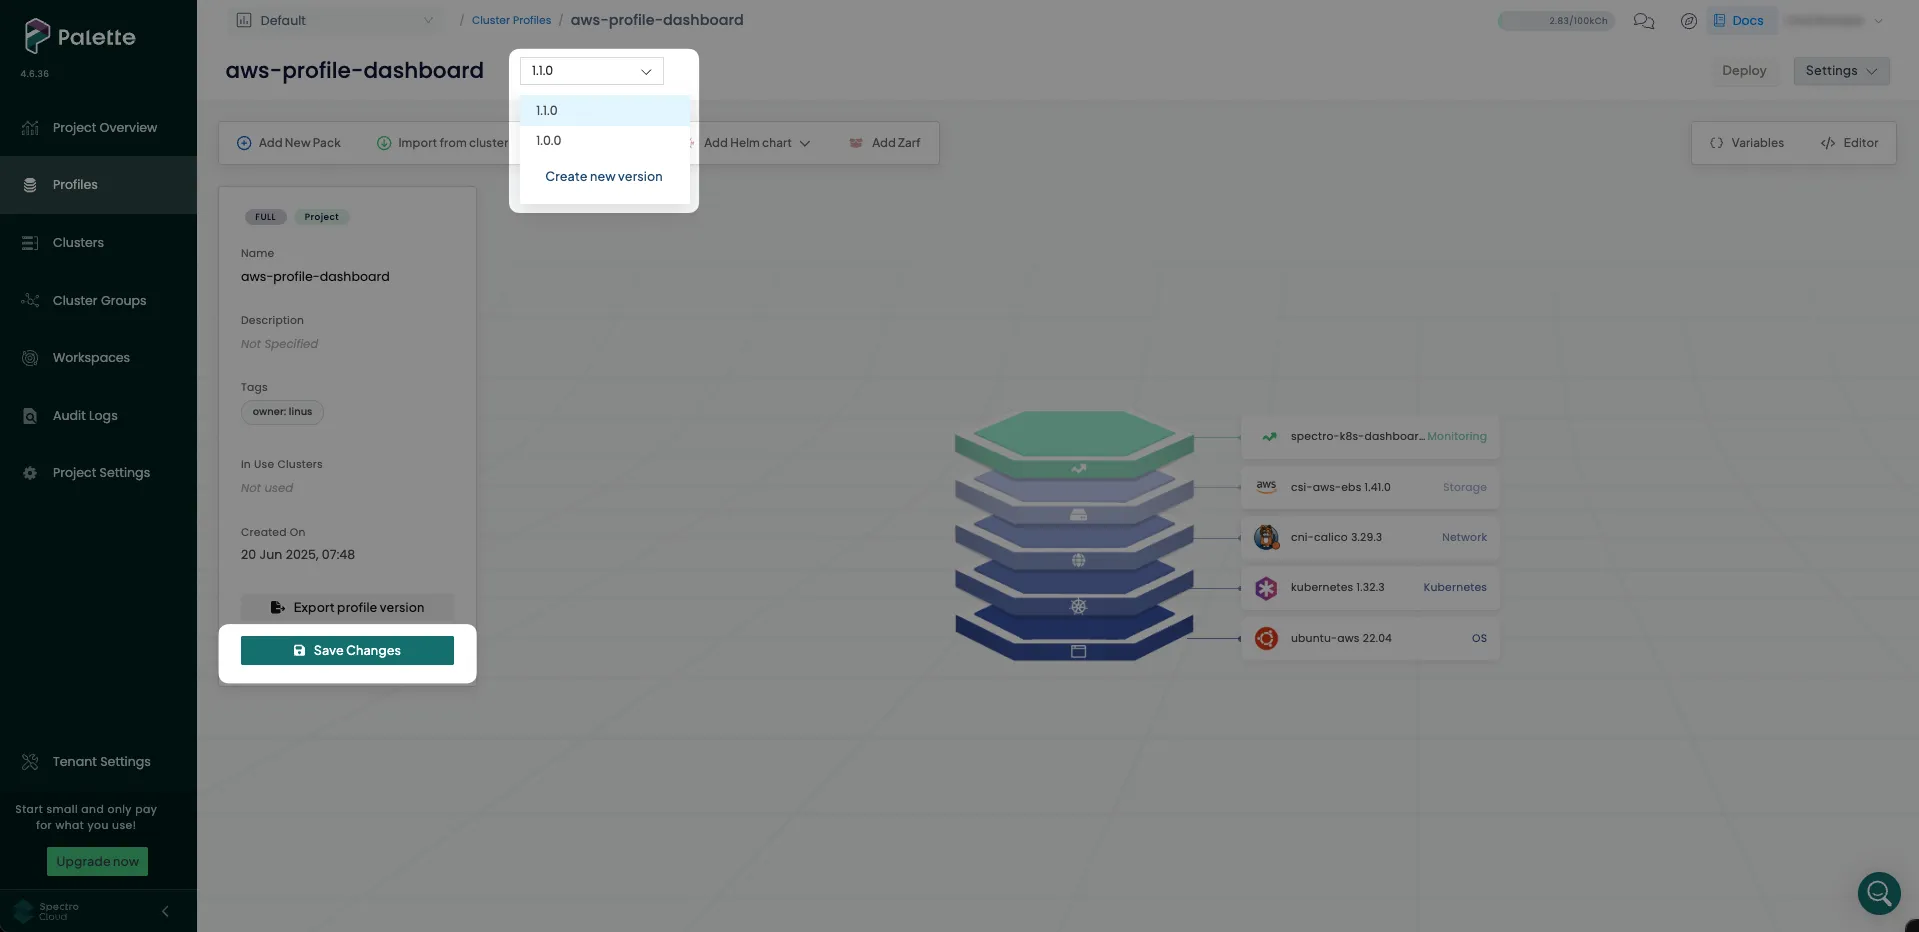 Palette
4.6.36
Project Overview
Profiles
Clusters
Cluster Groups
Workspaces
Audit Logs
Project Settings
Tenant Settings
Start small and only pay
for what you use!
Upgrade now
Spectro
Cloud
Default
/ Cluster Profiles / aws-profile-dashboard
2.83/100kCh
Docs
aws-profile-dashboard
1.1.0
Deploy
Settings
1.1.0
1.0.0
Create new version
Add New Pack
Import from cluster
Add Helm chart
Add Zarf
Variables
Editor
FULL
Project
Name
aws-profile-dashboard
Description
Not Specified
Tags
owner: linus
In Use Clusters
Not used
Created On
20 Jun 2025, 07:48
Export profile version
Save Changes
spectro-k8s-dashboar... Monitoring
aws
csi-aws-ebs 1.41.0 Storage
cni-calico 3.29.3 Network
kubernetes 1.32.3 Kubernetes
ubuntu-aws 22.04 OS